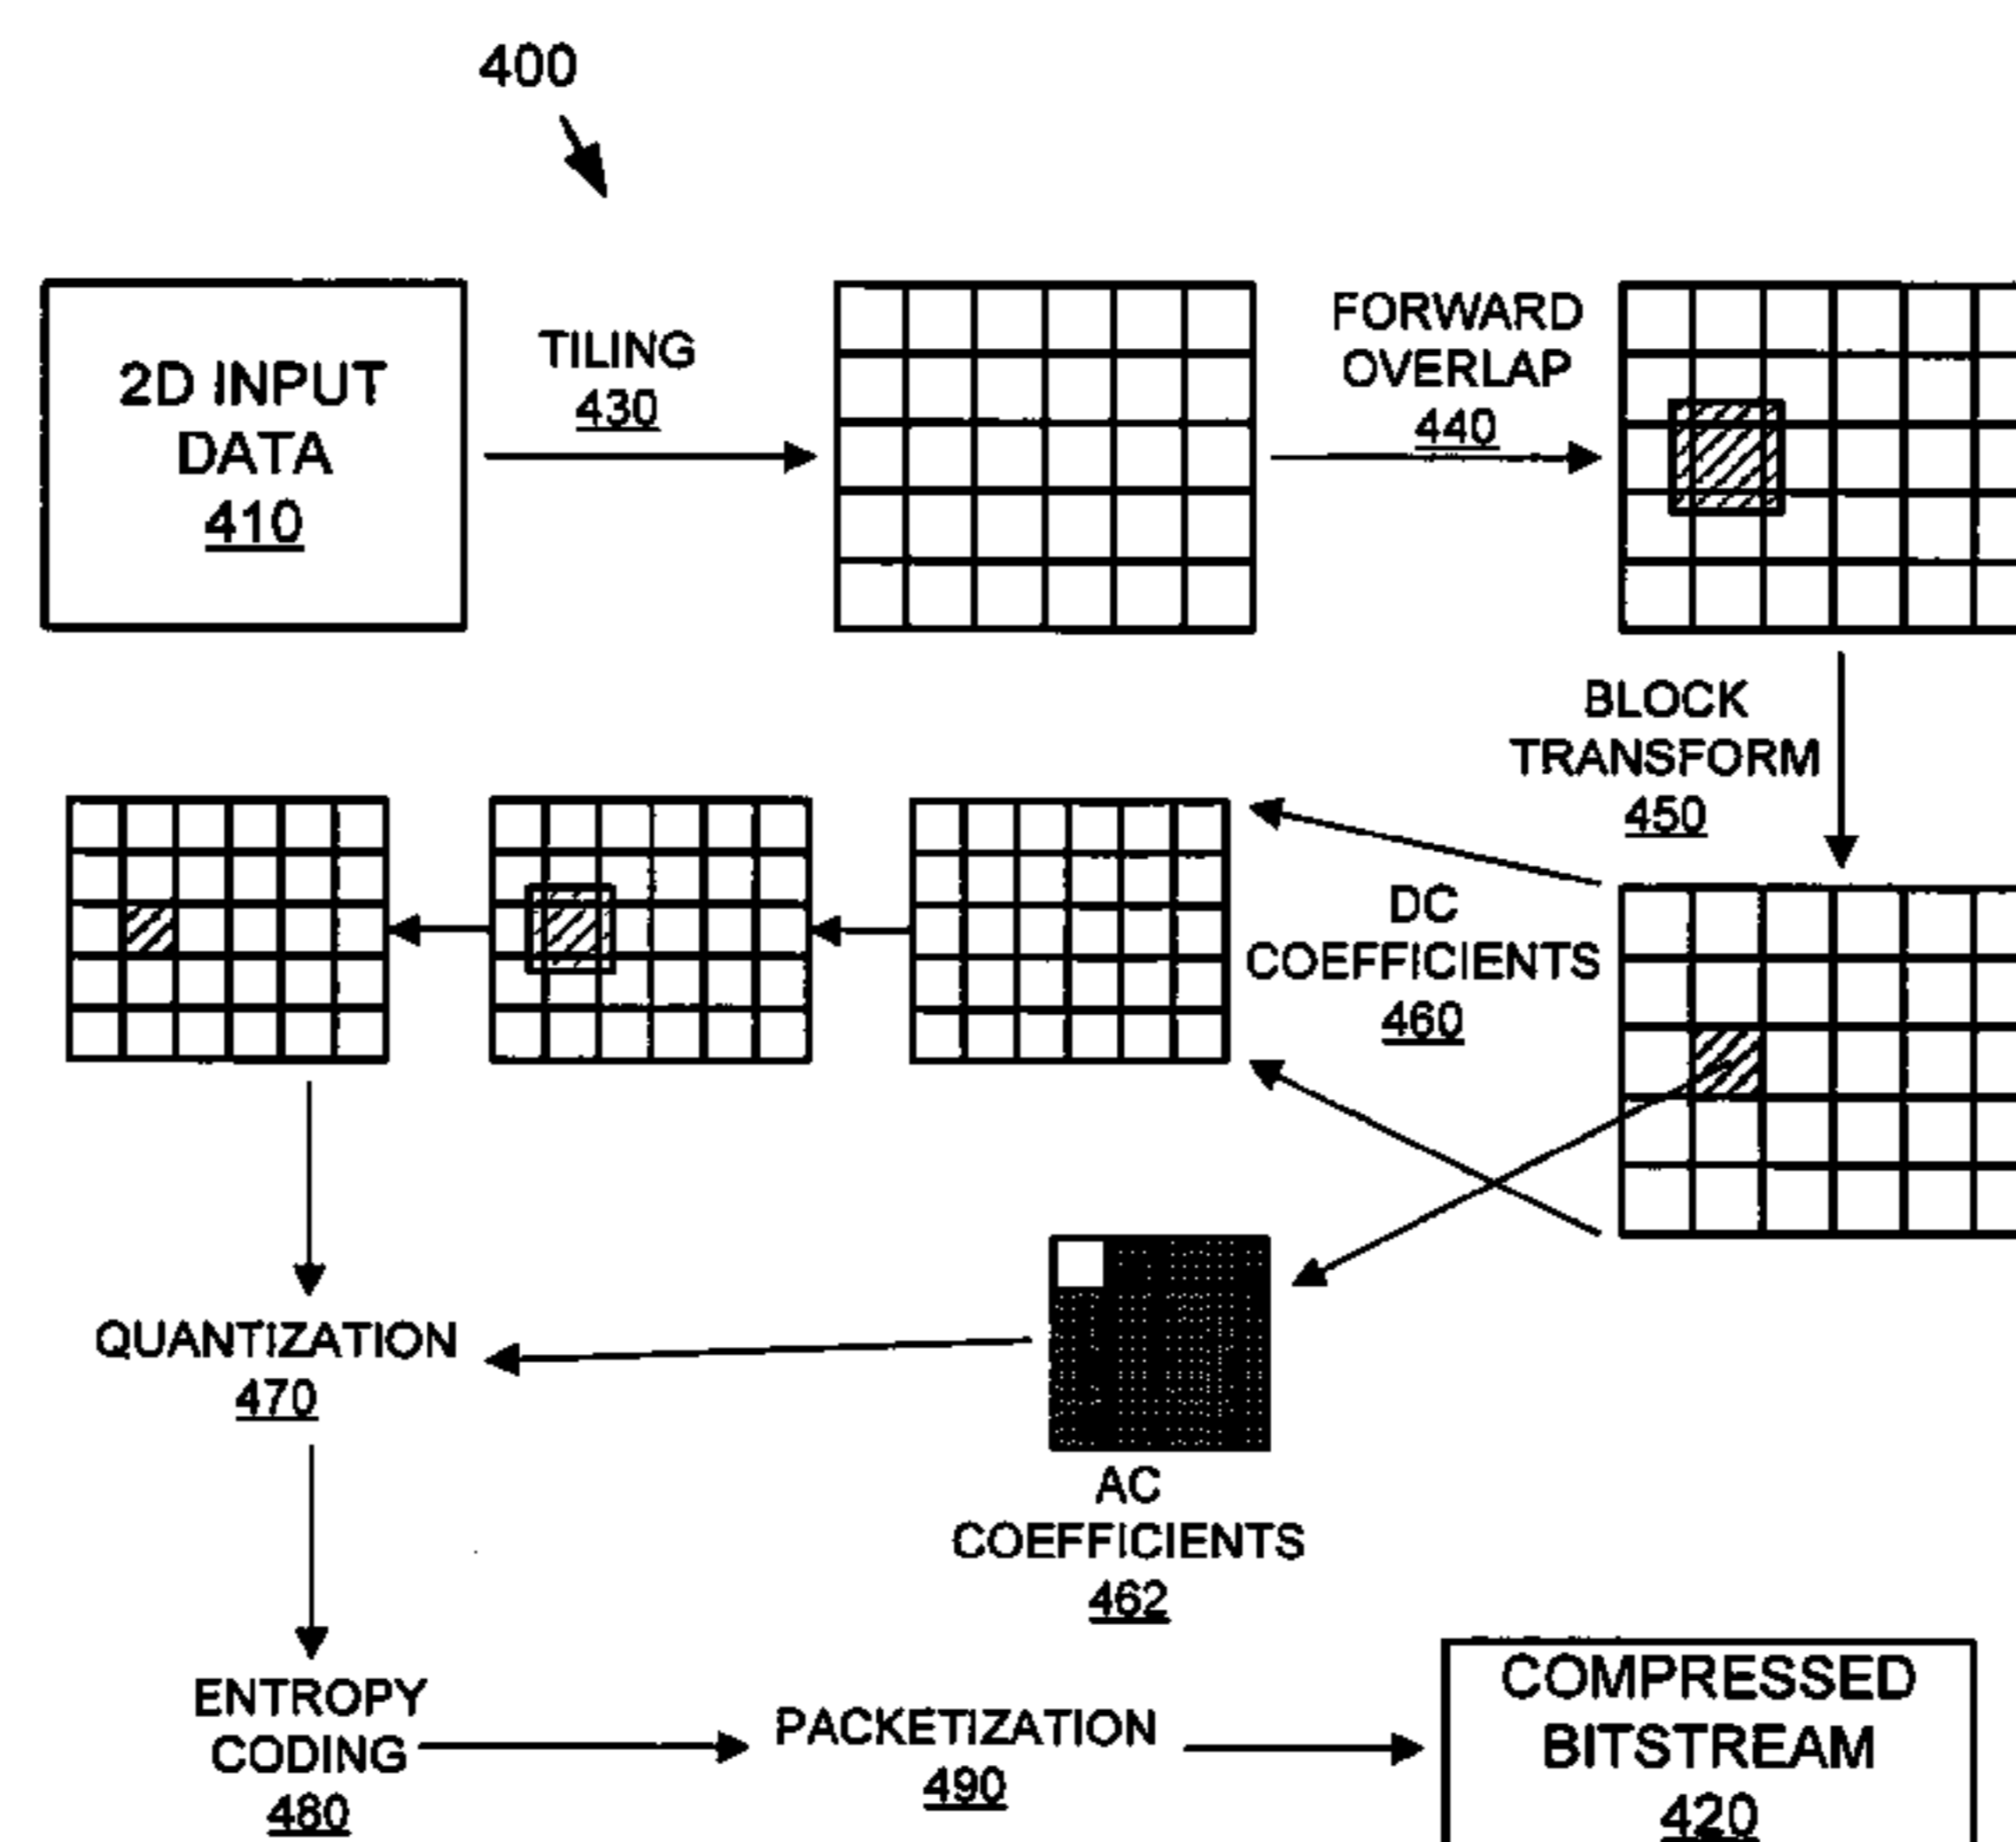 400
2D INPUT
DATA
410
TILING
430
FORWARD
OVERLAP
440
BLOCK
TRANSFORM
450
DC
COEFFICIENTS
460
QUANTIZATION
470
AC
COEFFICIENTS
462
ENTROPY
CODING
480
PACKETIZATION
490
COMPRESSED
BITSTREAM
420